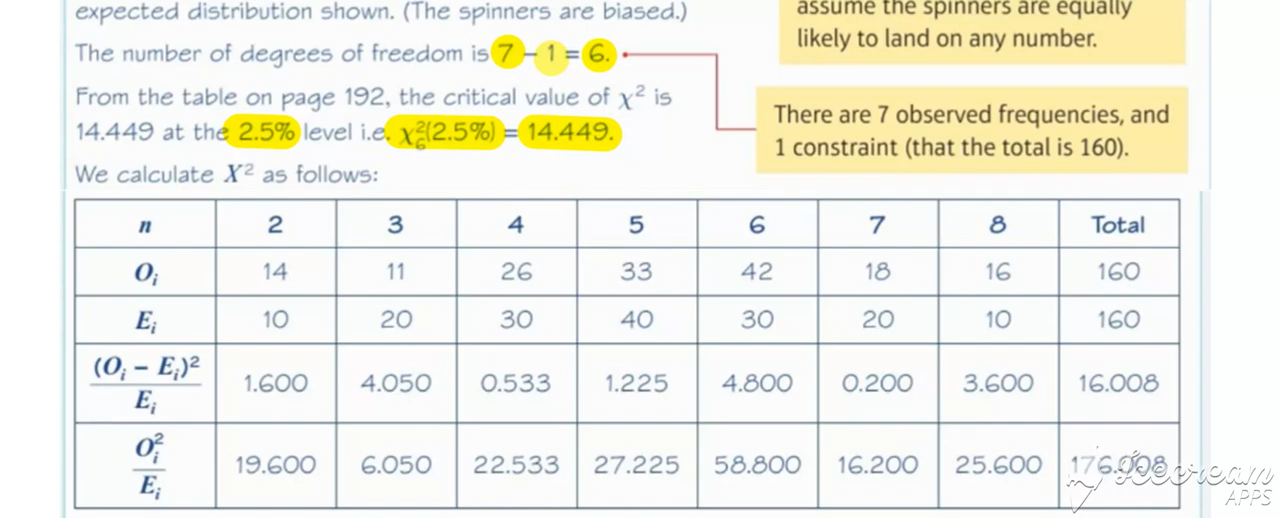 expected distribution shown. (The spinners are biased.)
The number of degrees of freedom is 7 – 1 = 6.
From the table on page 192, the critical value of χ² is
14.449 at the 2.5% level i.e. χ²₆(2.5%) = 14.449.
We calculate X² as follows:
assume the spinners are equally
likely to land on any number.
There are 7 observed frequencies, and
1 constraint (that the total is 160).
n 2 3 4 5 6 7 8 Total
Oᵢ 14 11 26 33 42 18 16 160
Eᵢ 10 20 30 40 30 20 10 160
(Oᵢ – Eᵢ)²/Eᵢ 1.600 4.050 0.533 1.225 4.800 0.200 3.600 16.008
Oᵢ²/Eᵢ 19.600 6.050 22.533 27.225 58.800 16.200 25.600 176.008
Icecream
APPS